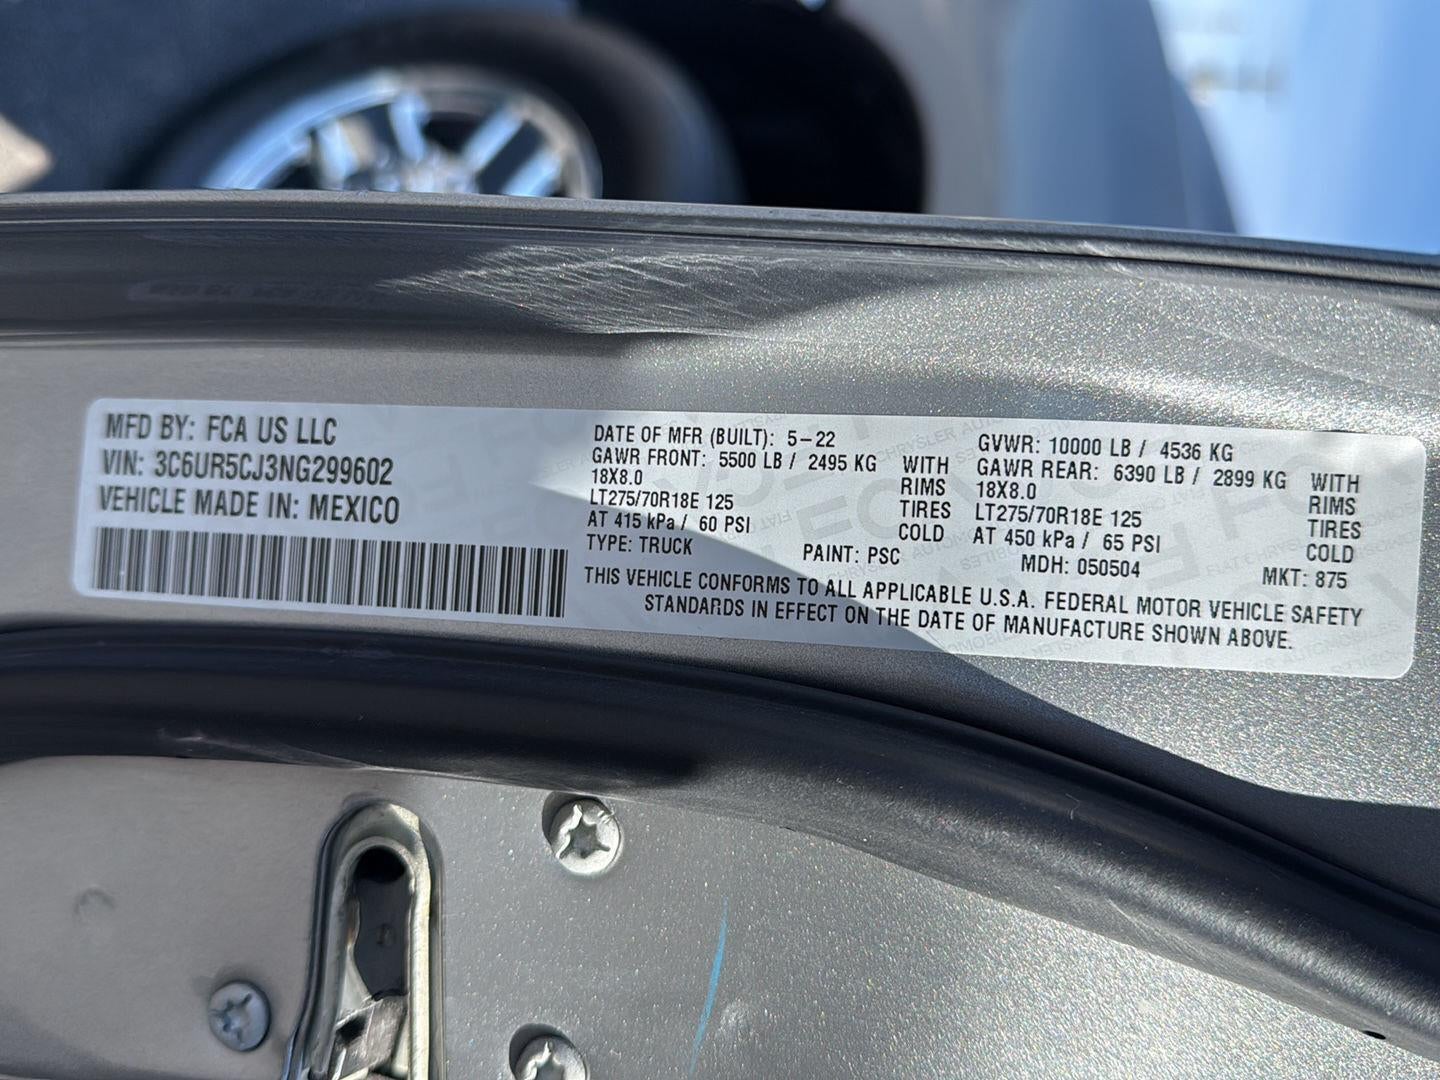 MFD BY: FCA US LLC
VIN: 3C6UR5CJ3NG299602
VEHICLE MADE IN: MEXICO
DATE OF MFR (BUILT): 5-22
GAWR FRONT: 5500 LB / 2495 KG WITH
18X8.0 RIMS
LT275/70R18E 125 TIRES
AT 415 kPa / 60 PSI COLD
TYPE: TRUCK PAINT: PSC
GVWR: 10000 LB / 4536 KG
GAWR REAR: 6390 LB / 2899 KG WITH
18X8.0 RIMS
LT275/70R18E 125 TIRES
AT 450 kPa / 65 PSI COLD
MDH: 050504 MKT: 875
THIS VEHICLE CONFORMS TO ALL APPLICABLE U.S.A. FEDERAL MOTOR VEHICLE SAFETY
STANDARDS IN EFFECT ON THE DATE OF MANUFACTURE SHOWN ABOVE.